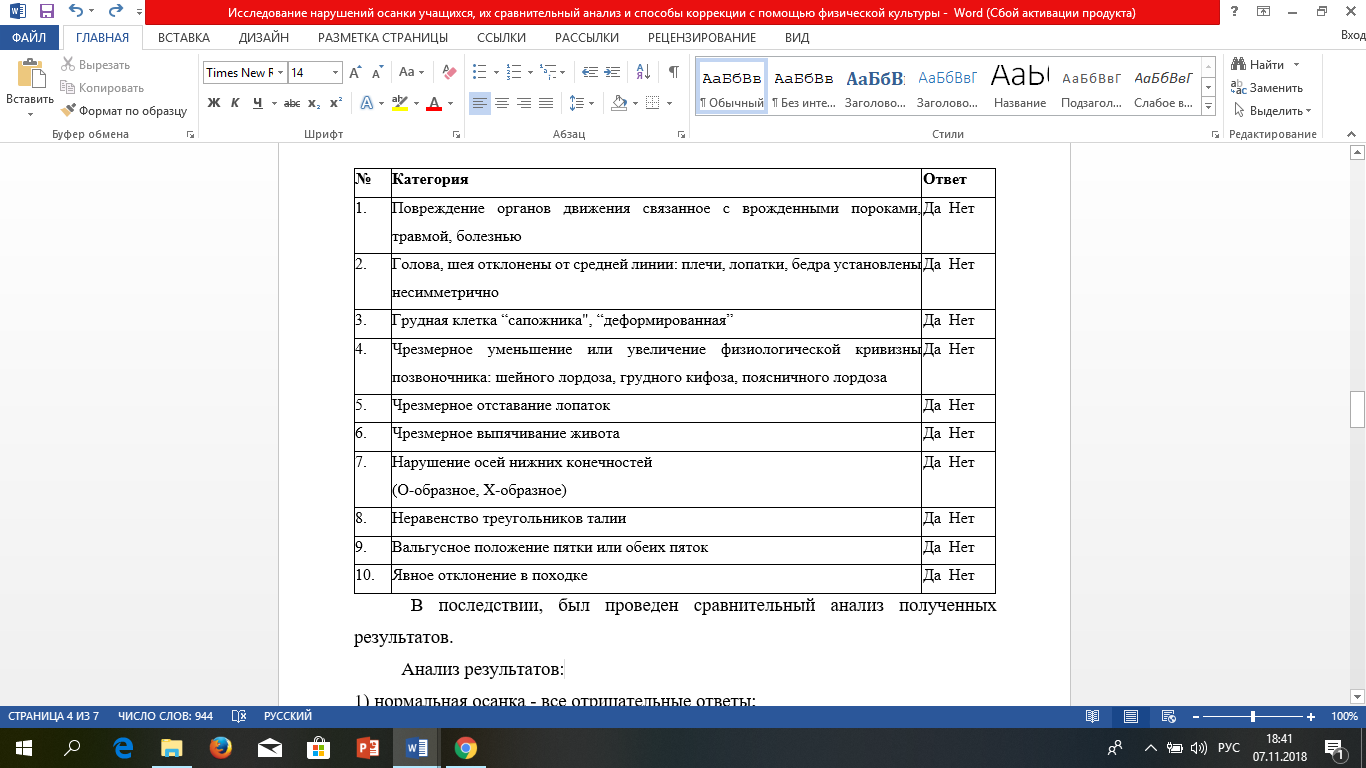 Исследование нарушений осанки учащихся, их сравнительный анализ и способы коррекции с помощью физической культуры - Word (Сбой активации продукта)
?
ФАЙЛ ГЛАВНАЯ ВСТАВКА ДИЗАЙН РАЗМЕТКА СТРАНИЦЫ ССЫЛКИ РАССЫЛКИ РЕЦЕНЗИРОВАНИЕ ВИД Вход
Вставить
Вырезать
Копировать
Формат по образцу
Буфер обмена
Times New R 14
Ж К Ч abc x₂ x²
Шрифт
Абзац
АаБбВв АаБбВв АаБбВ: АаБбВвГ АаЬ АаБбВвГ АаБбВвГ
¶ Обычный ¶ Без инте... Заголово... Заголово... Название Подзагол... Слабое в...
Стили
Найти
Заменить
Выделить
Редактирование
№ Категория Ответ
1. Повреждение органов движения связанное с врожденными пороками, Да Нет
травмой, болезнью
2. Голова, шея отклонены от средней линии: плечи, лопатки, бедра установлены Да Нет
несимметрично
3. Грудная клетка “сапожника", “деформированная” Да Нет
4. Чрезмерное уменьшение или увеличение физиологической кривизны Да Нет
позвоночника: шейного лордоза, грудного кифоза, поясничного лордоза
5. Чрезмерное отставание лопаток Да Нет
6. Чрезмерное выпячивание живота Да Нет
7. Нарушение осей нижних конечностей Да Нет
(О-образное, Х-образное)
8. Неравенство треугольников талии Да Нет
9. Вальгусное положение пятки или обеих пяток Да Нет
10. Явное отклонение в походке Да Нет
В последствии, был проведен сравнительный анализ полученных
результатов.
Анализ результатов:
1) нормальная осанка - все отрицательные ответы;
СТРАНИЦА 4 ИЗ 7 ЧИСЛО СЛОВ: 944 РУССКИЙ 100%
РУС 18:41
07.11.2018
1